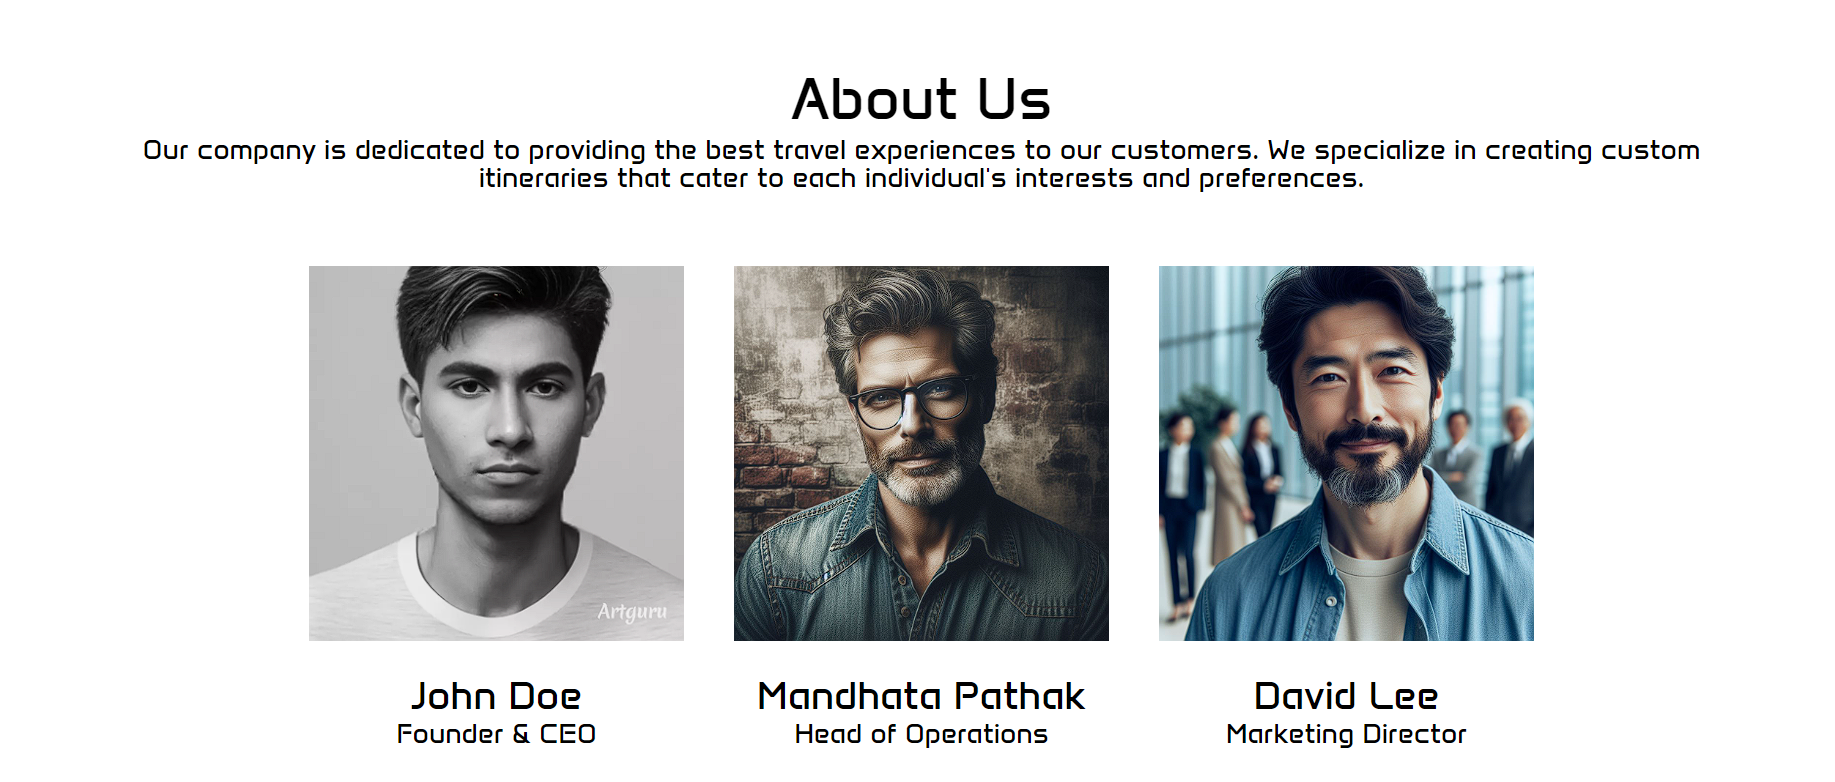 About Us
Our company is dedicated to providing the best travel experiences to our customers. We specialize in creating custom
itineraries that cater to each individual's interests and preferences.
Artguru
John Doe
Founder & CEO
Mandhata Pathak
Head of Operations
David Lee
Marketing Director